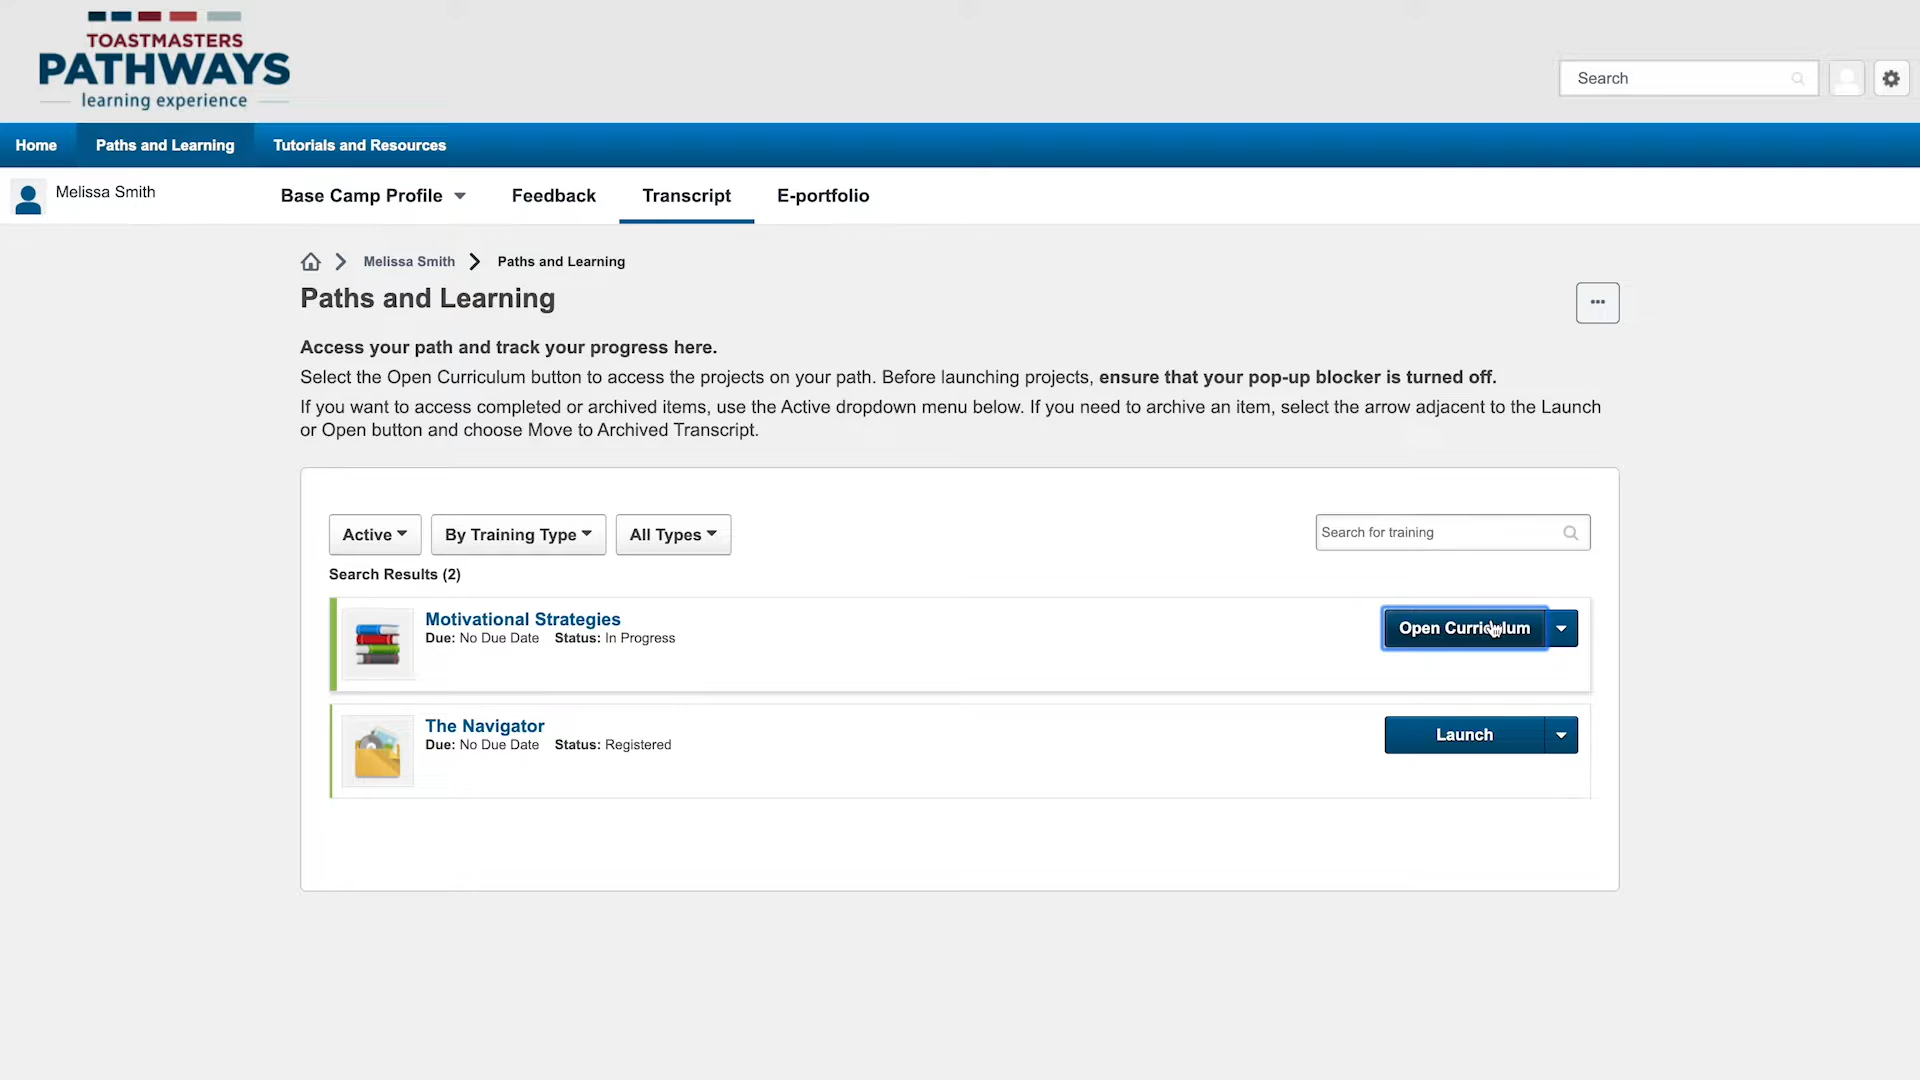 TOASTMASTERS
PATHWAYS
learning experience
Search
Home Paths and Learning Tutorials and Resources
Melissa Smith Base Camp Profile Feedback Transcript E-portfolio
Melissa Smith Paths and Learning
Paths and Learning
...
Access your path and track your progress here.
Select the Open Curriculum button to access the projects on your path. Before launching projects, ensure that your pop-up blocker is turned off.
If you want to access completed or archived items, use the Active dropdown menu below. If you need to archive an item, select the arrow adjacent to the Launch
or Open button and choose Move to Archived Transcript.
Active By Training Type All Types Search for training
Search Results (2)
Motivational Strategies
Due: No Due Date Status: In Progress
Open Curriculum
The Navigator
Due: No Due Date Status: Registered
Launch